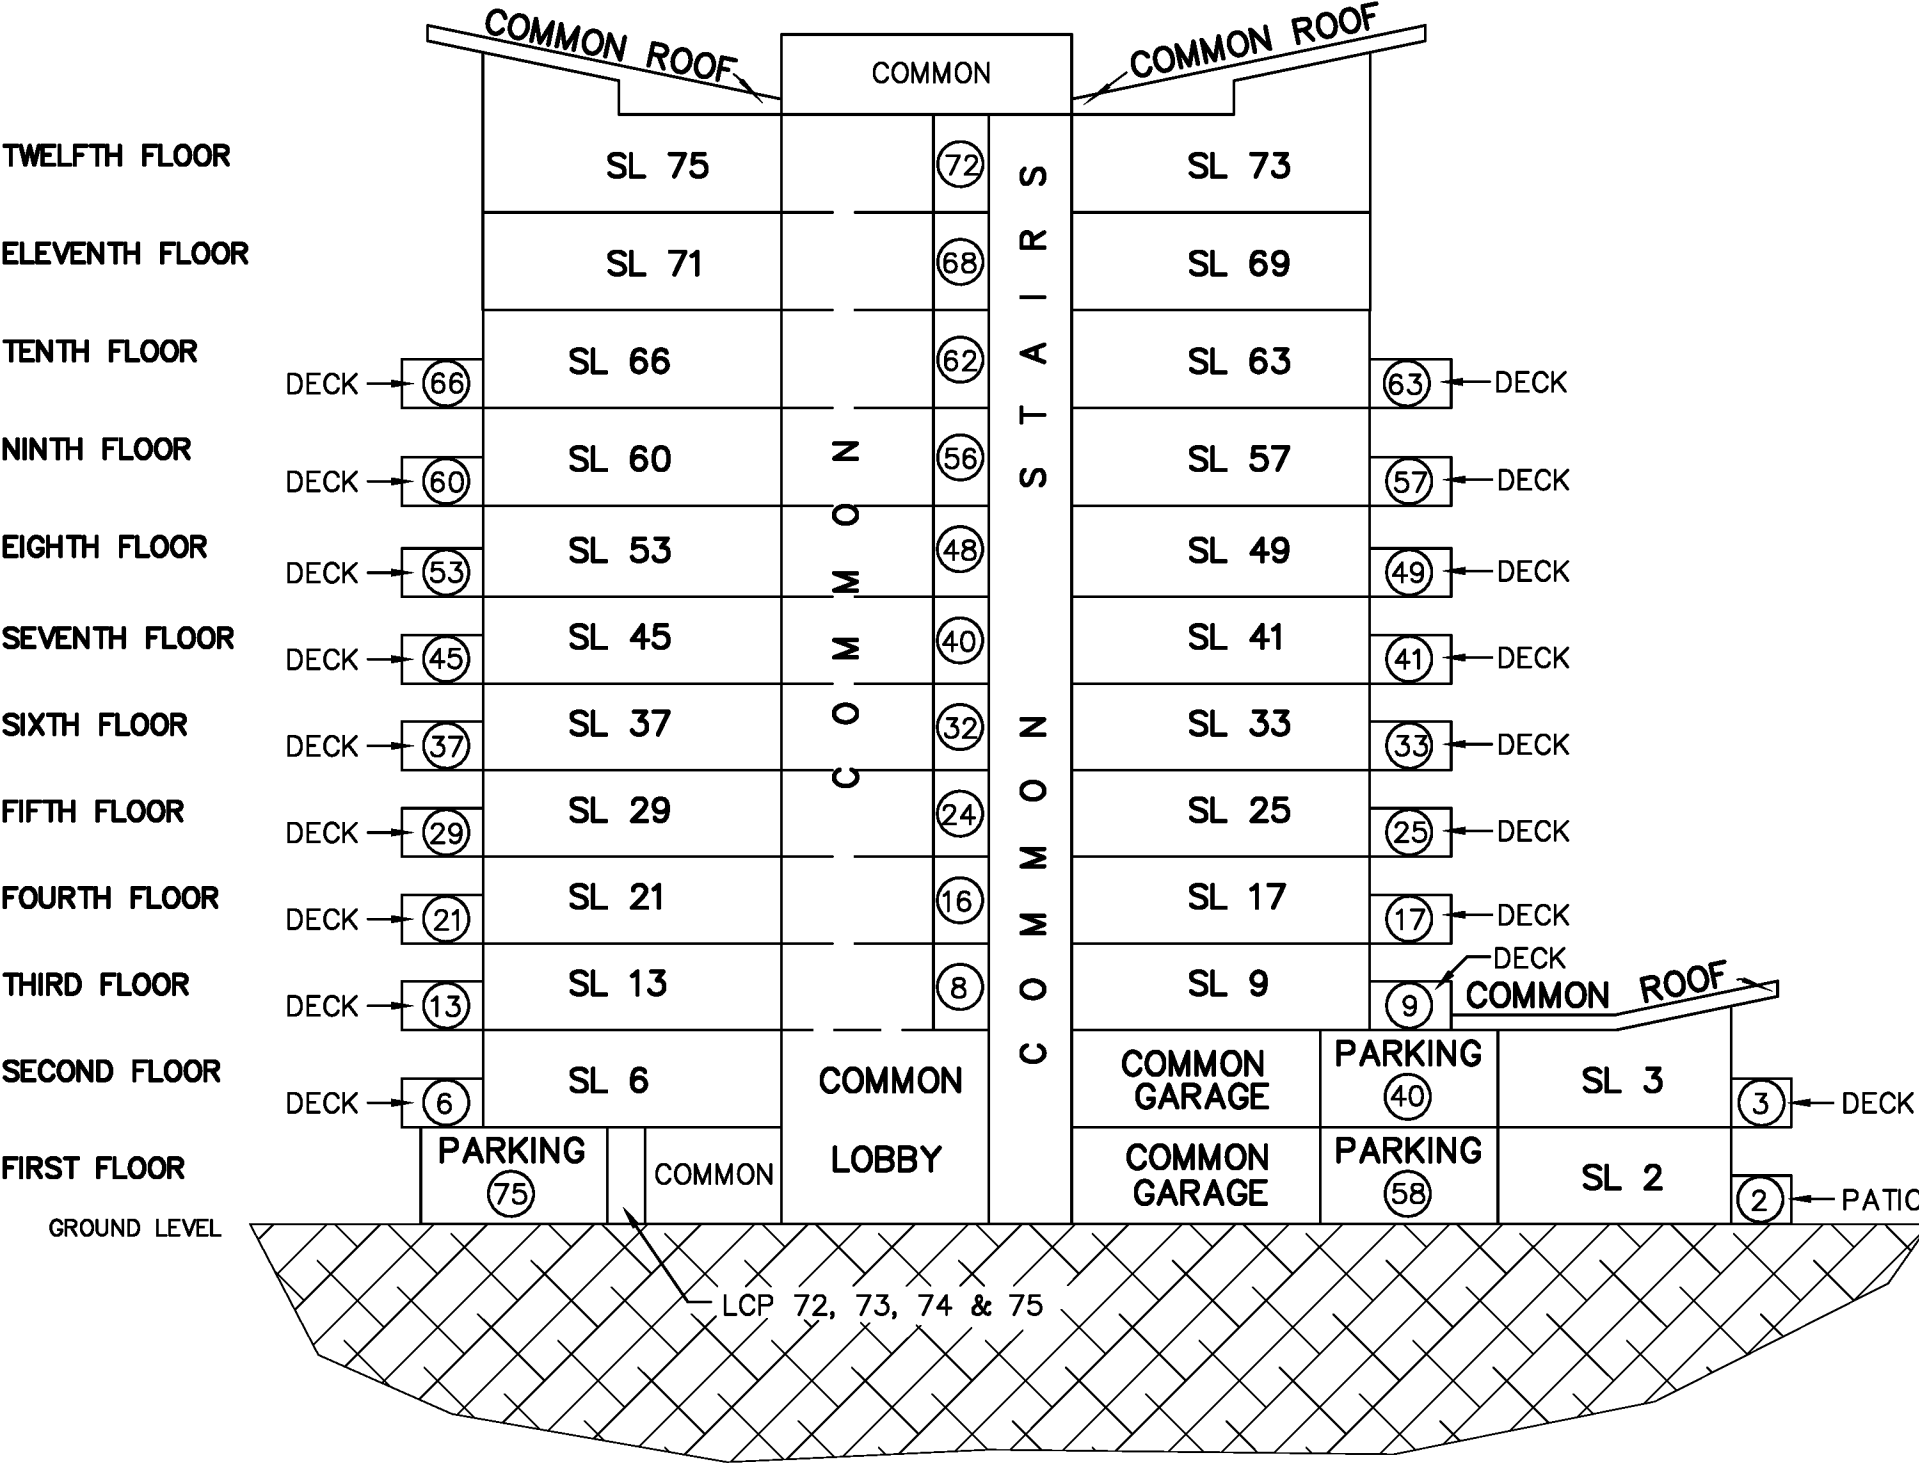 COMMON ROOF
COMMON
COMMON ROOF
TWELFTH FLOOR
SL 75
72
SL 73
ELEVENTH FLOOR
SL 71
68
SL 69
TENTH FLOOR
DECK
66
SL 66
62
SL 63
63
DECK
NINTH FLOOR
DECK
60
SL 60
56
SL 57
57
DECK
EIGHTH FLOOR
DECK
53
SL 53
48
SL 49
49
DECK
SEVENTH FLOOR
DECK
45
SL 45
40
SL 41
41
DECK
SIXTH FLOOR
DECK
37
SL 37
32
SL 33
33
DECK
FIFTH FLOOR
DECK
29
SL 29
24
SL 25
25
DECK
FOURTH FLOOR
DECK
21
SL 21
16
SL 17
17
DECK
THIRD FLOOR
DECK
13
SL 13
8
SL 9
9
DECK
COMMON ROOF
COMMON
COMMON STAIRS
SECOND FLOOR
DECK
6
SL 6
COMMON
LOBBY
COMMON
GARAGE
PARKING
40
SL 3
3
DECK
FIRST FLOOR
PARKING
75
COMMON
COMMON
GARAGE
PARKING
58
SL 2
2
PATIO
GROUND LEVEL
LCP 72, 73, 74 & 75